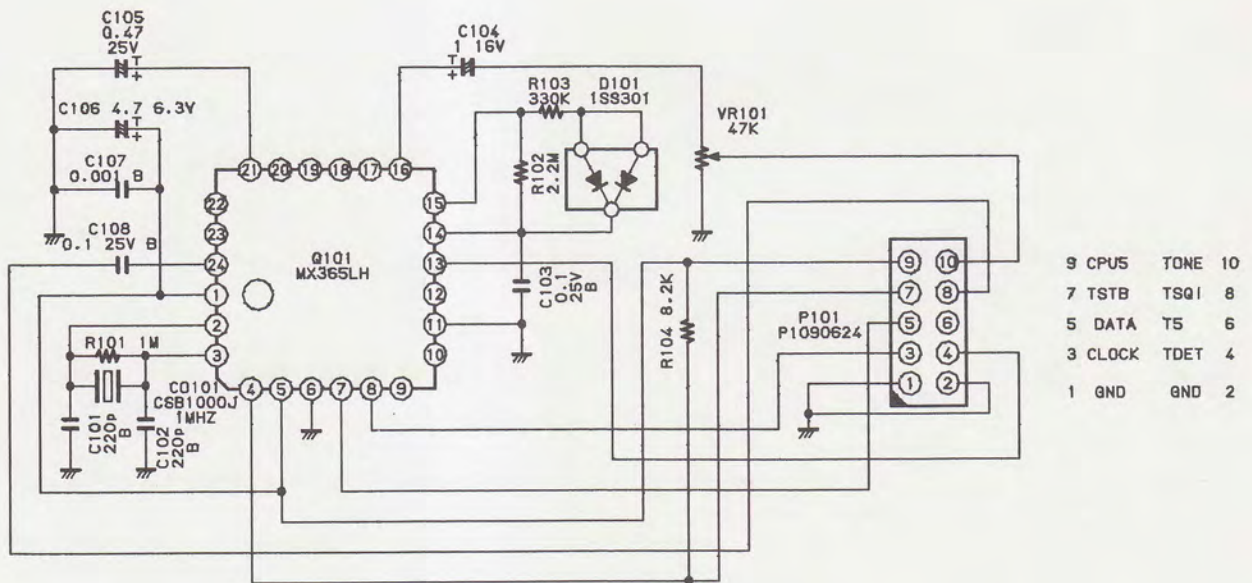 C105
0.47
25V
C104
1 16V
R103
330K
D101
1SS301
VR101
47K
C106 4.7 6.3V
C107
0.001 B
R102
2.2M
21 20 19 18 17 16
22
15
23
14
C108
0.1 25V B
24
13
Q101
MX365LH
1
12
C103
0.1
25V
B
2
11
R101 1M
3
10
CO101
CSB1000J
1MHZ
4 5 6 7 8 9
C101
220P
B
C102
220P
B
R104 8.2K
9 10
7 8
5 6
P101
P1090624
3 4
1 2
9 CPU5 TONE 10
7 TSTB TSQI 8
5 DATA T5 6
3 CLOCK TDET 4
1 GND GND 2